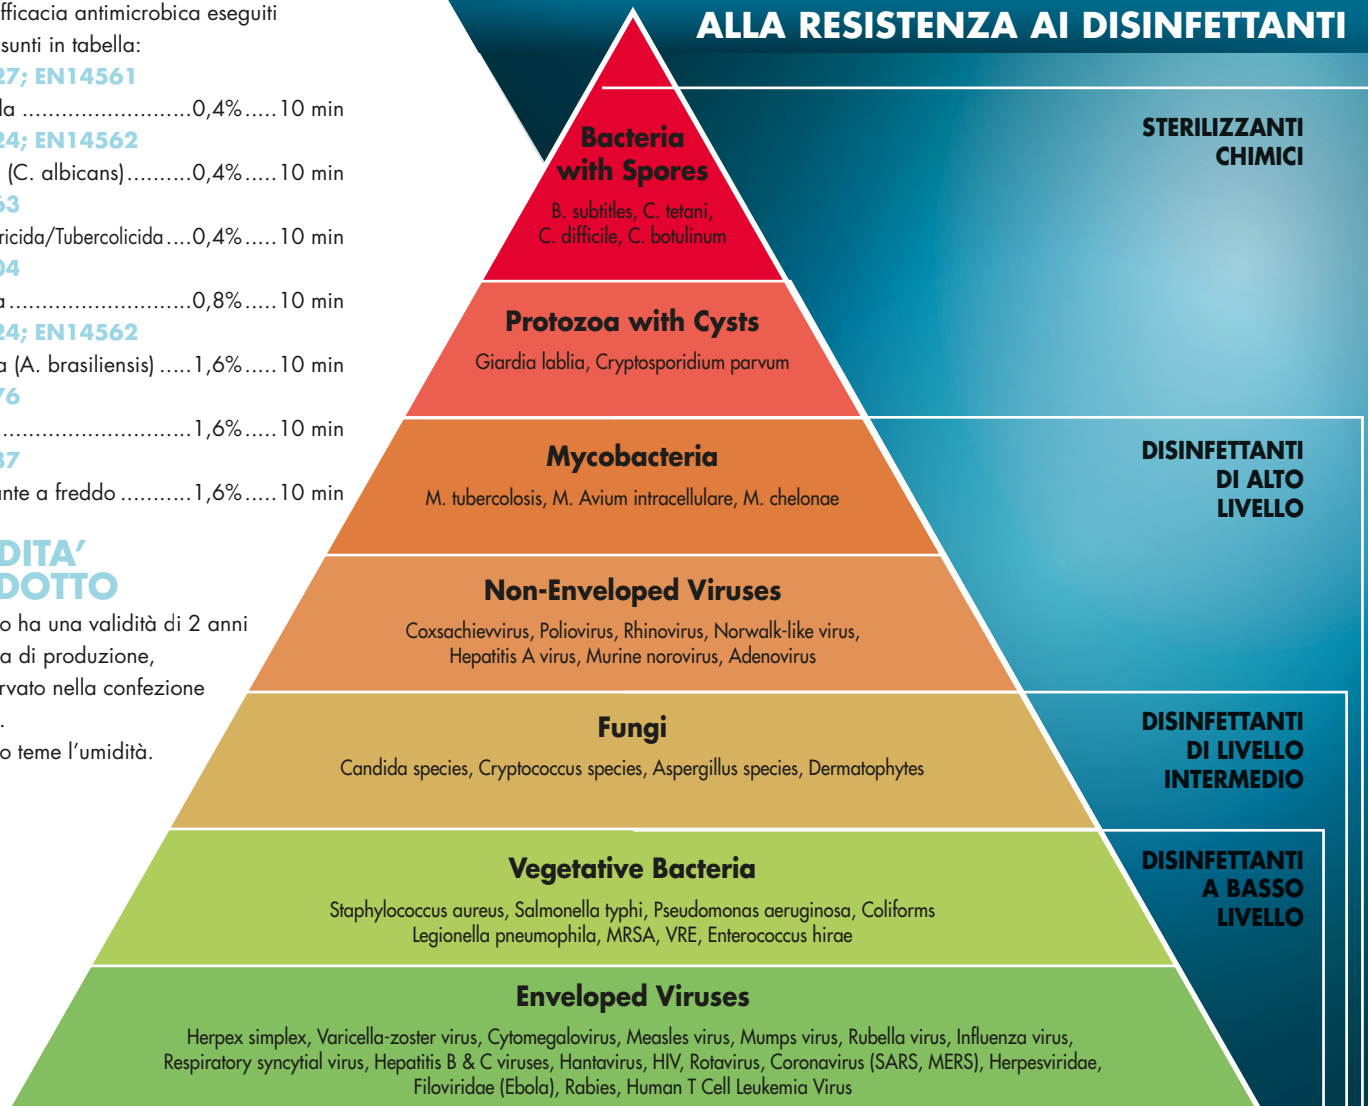 fficacia antimicrobica eseguiti
sunti in tabella:
27; EN14561
la ............................0,4%.....10 min
24; EN14562
(C. albicans)..........0,4%.....10 min
63
ricida/Tubercolicida....0,4%.....10 min
04
a..............................0,8%.....10 min
24; EN14562
a (A. brasiliensis) .....1,6%.....10 min
76
...............................1,6%.....10 min
37
ante a freddo ...........1,6%.....10 min
DITA’
DOTTO
o ha una validità di 2 anni
a di produzione,
rvato nella confezione
.
o teme l’umidità.
ALLA RESISTENZA AI DISINFETTANTI
Bacteria
with Spores
B. subtitles, C. tetani,
C. difficile, C. botulinum
STERILIZZANTI
CHIMICI
Protozoa with Cysts
Giardia lablia, Cryptosporidium parvum
Mycobacteria
M. tubercolosis, M. Avium intracellulare, M. chelonae
DISINFETTANTI
DI ALTO
LIVELLO
Non-Enveloped Viruses
Coxsachievvirus, Poliovirus, Rhinovirus, Norwalk-like virus,
Hepatitis A virus, Murine norovirus, Adenovirus
Fungi
Candida species, Cryptococcus species, Aspergillus species, Dermatophytes
DISINFETTANTI
DI LIVELLO
INTERMEDIO
Vegetative Bacteria
Staphylococcus aureus, Salmonella typhi, Pseudomonas aeruginosa, Coliforms
Legionella pneumophila, MRSA, VRE, Enterococcus hirae
DISINFETTANTI
A BASSO
LIVELLO
Enveloped Viruses
Herpex simplex, Varicella-zoster virus, Cytomegalovirus, Measles virus, Mumps virus, Rubella virus, Influenza virus,
Respiratory syncytial virus, Hepatitis B & C viruses, Hantavirus, HIV, Rotavirus, Coronavirus (SARS, MERS), Herpesviridae,
Filoviridae (Ebola), Rabies, Human T Cell Leukemia Virus